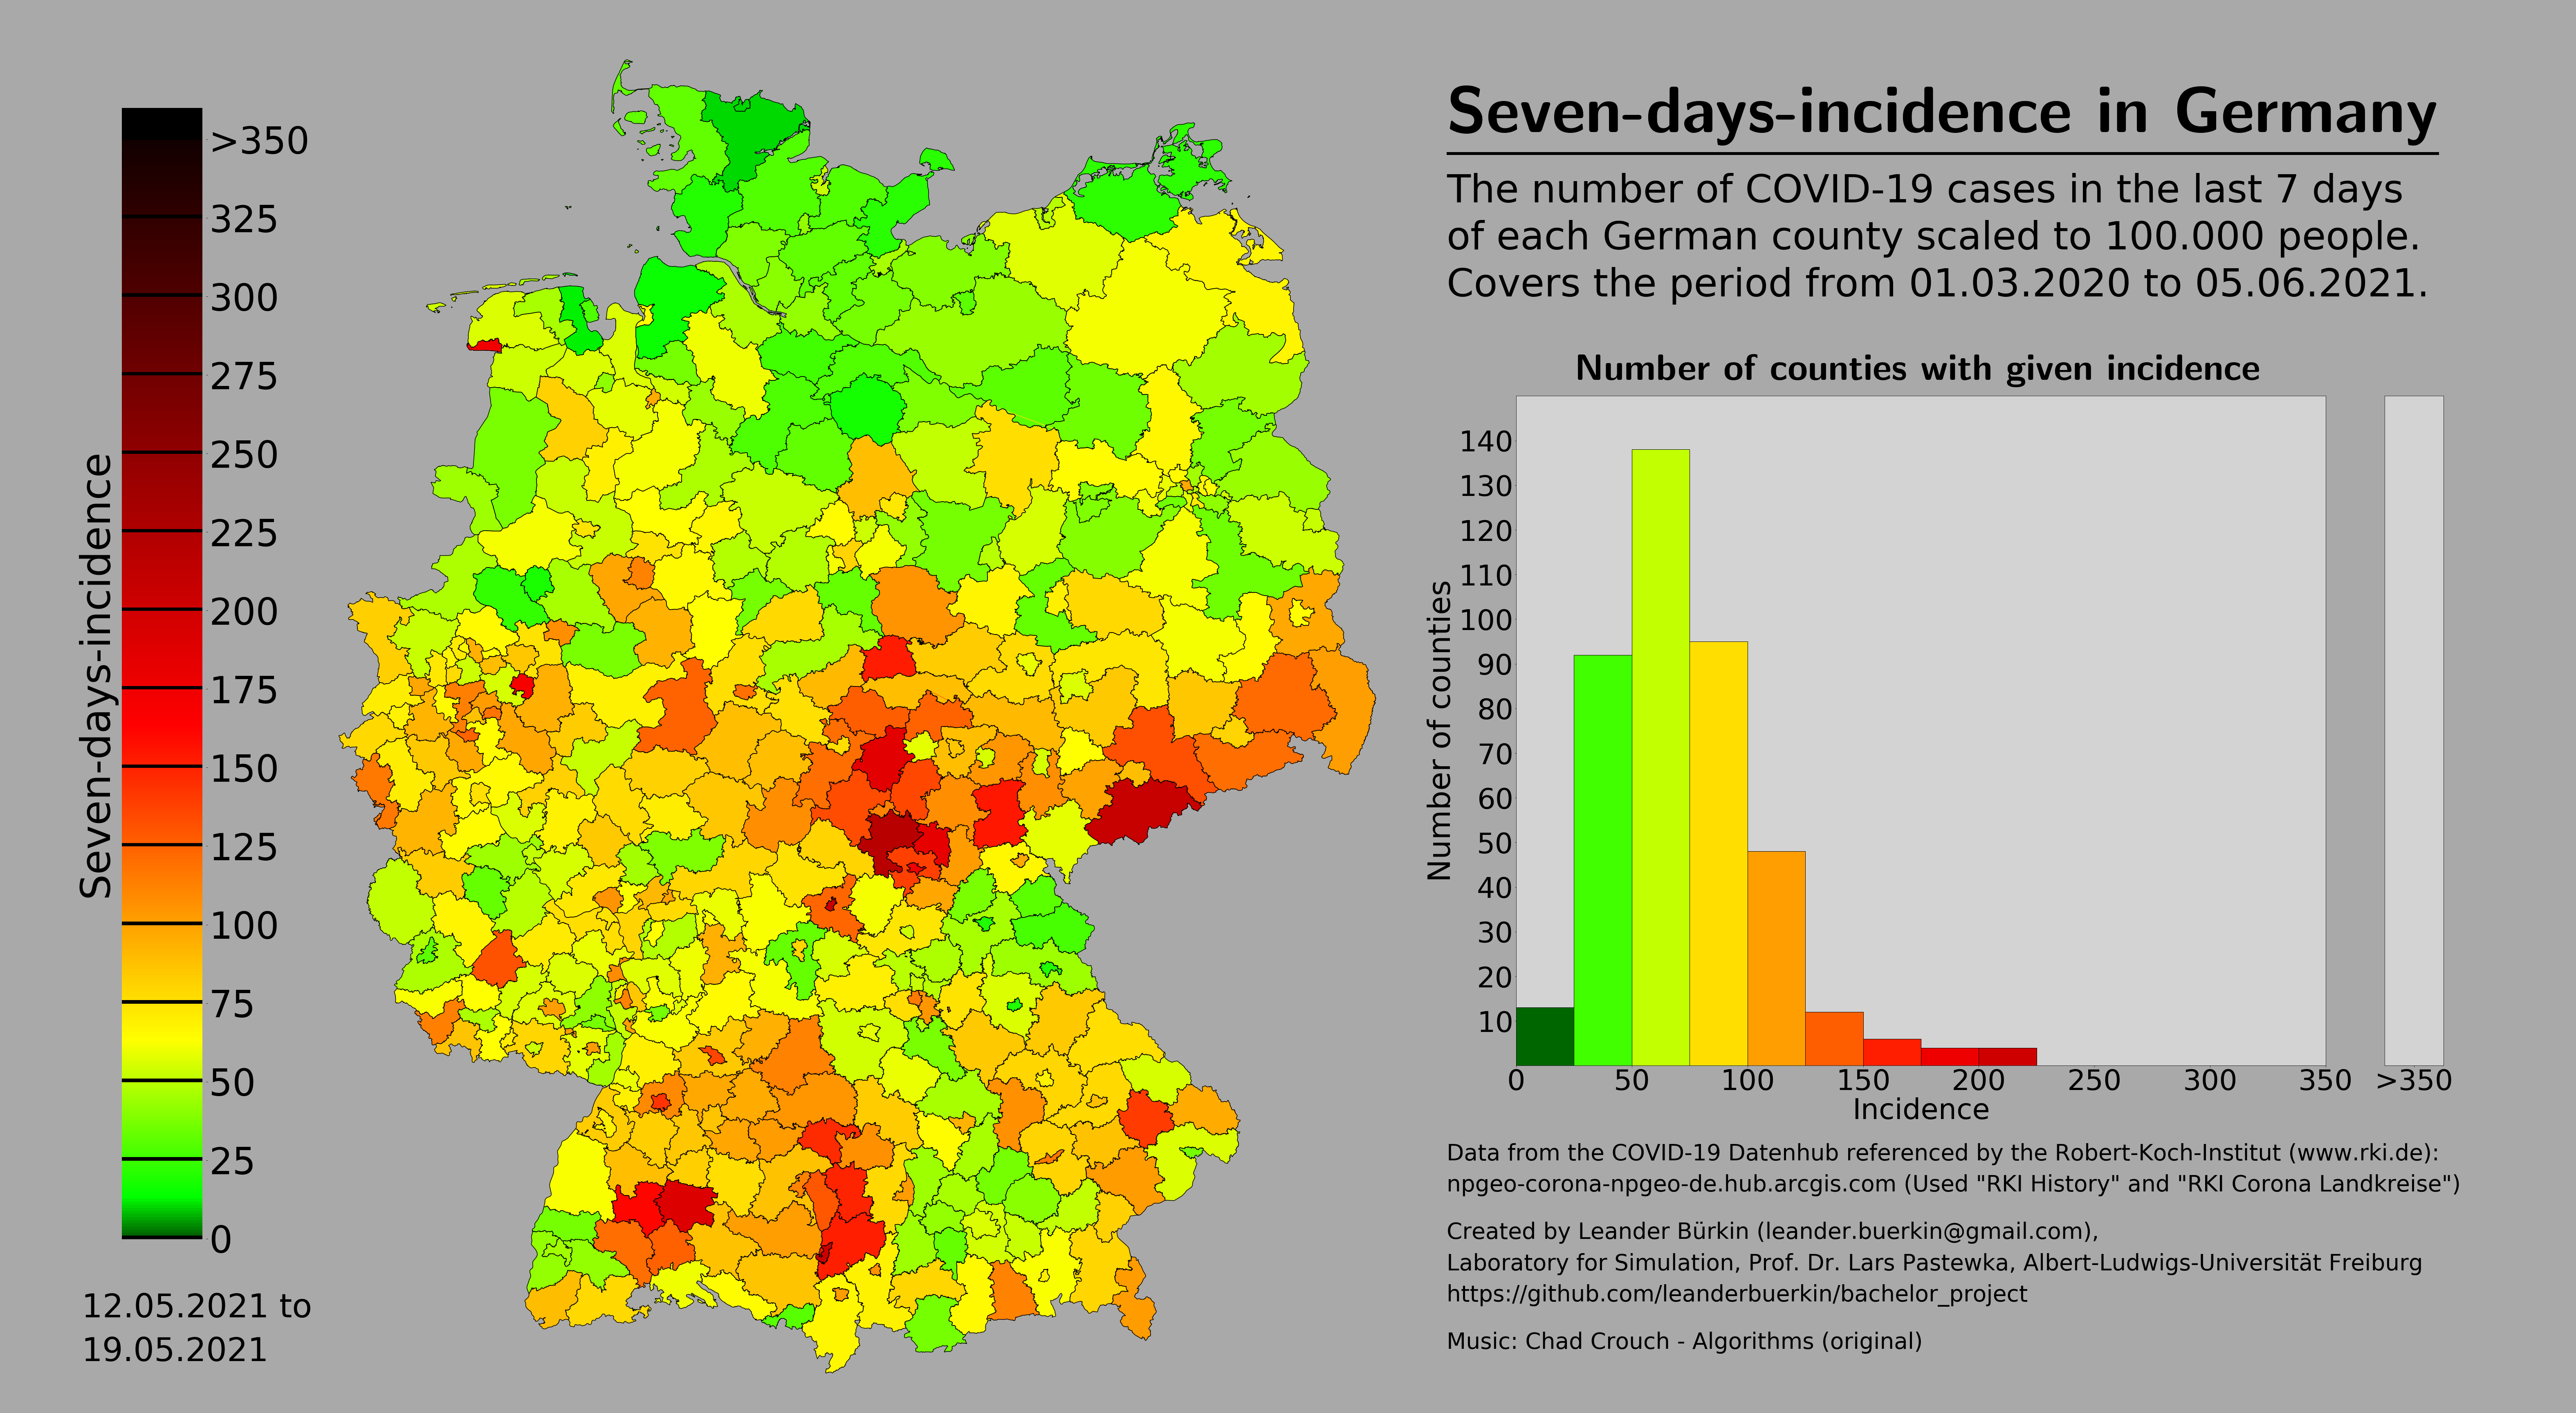 Seven-days-incidence in Germany
The number of COVID-19 cases in the last 7 days
of each German county scaled to 100.000 people.
Covers the period from 01.03.2020 to 05.06.2021.
Seven-days-incidence
>350
325
300
275
250
225
200
175
150
125
100
75
50
25
0
12.05.2021 to
19.05.2021
Number of counties with given incidence
Number of counties
140
130
120
110
100
90
80
70
60
50
40
30
20
10
0 50 100 150 200 250 300 350 >350
Incidence
Data from the COVID-19 Datenhub referenced by the Robert-Koch-Institut (www.rki.de):
npgeo-corona-npgeo-de.hub.arcgis.com (Used "RKI History" and "RKI Corona Landkreise")
Created by Leander Bürkin (leander.buerkin@gmail.com),
Laboratory for Simulation, Prof. Dr. Lars Pastewka, Albert-Ludwigs-Universität Freiburg
https://github.com/leanderbuerkin/bachelor_project
Music: Chad Crouch - Algorithms (original)